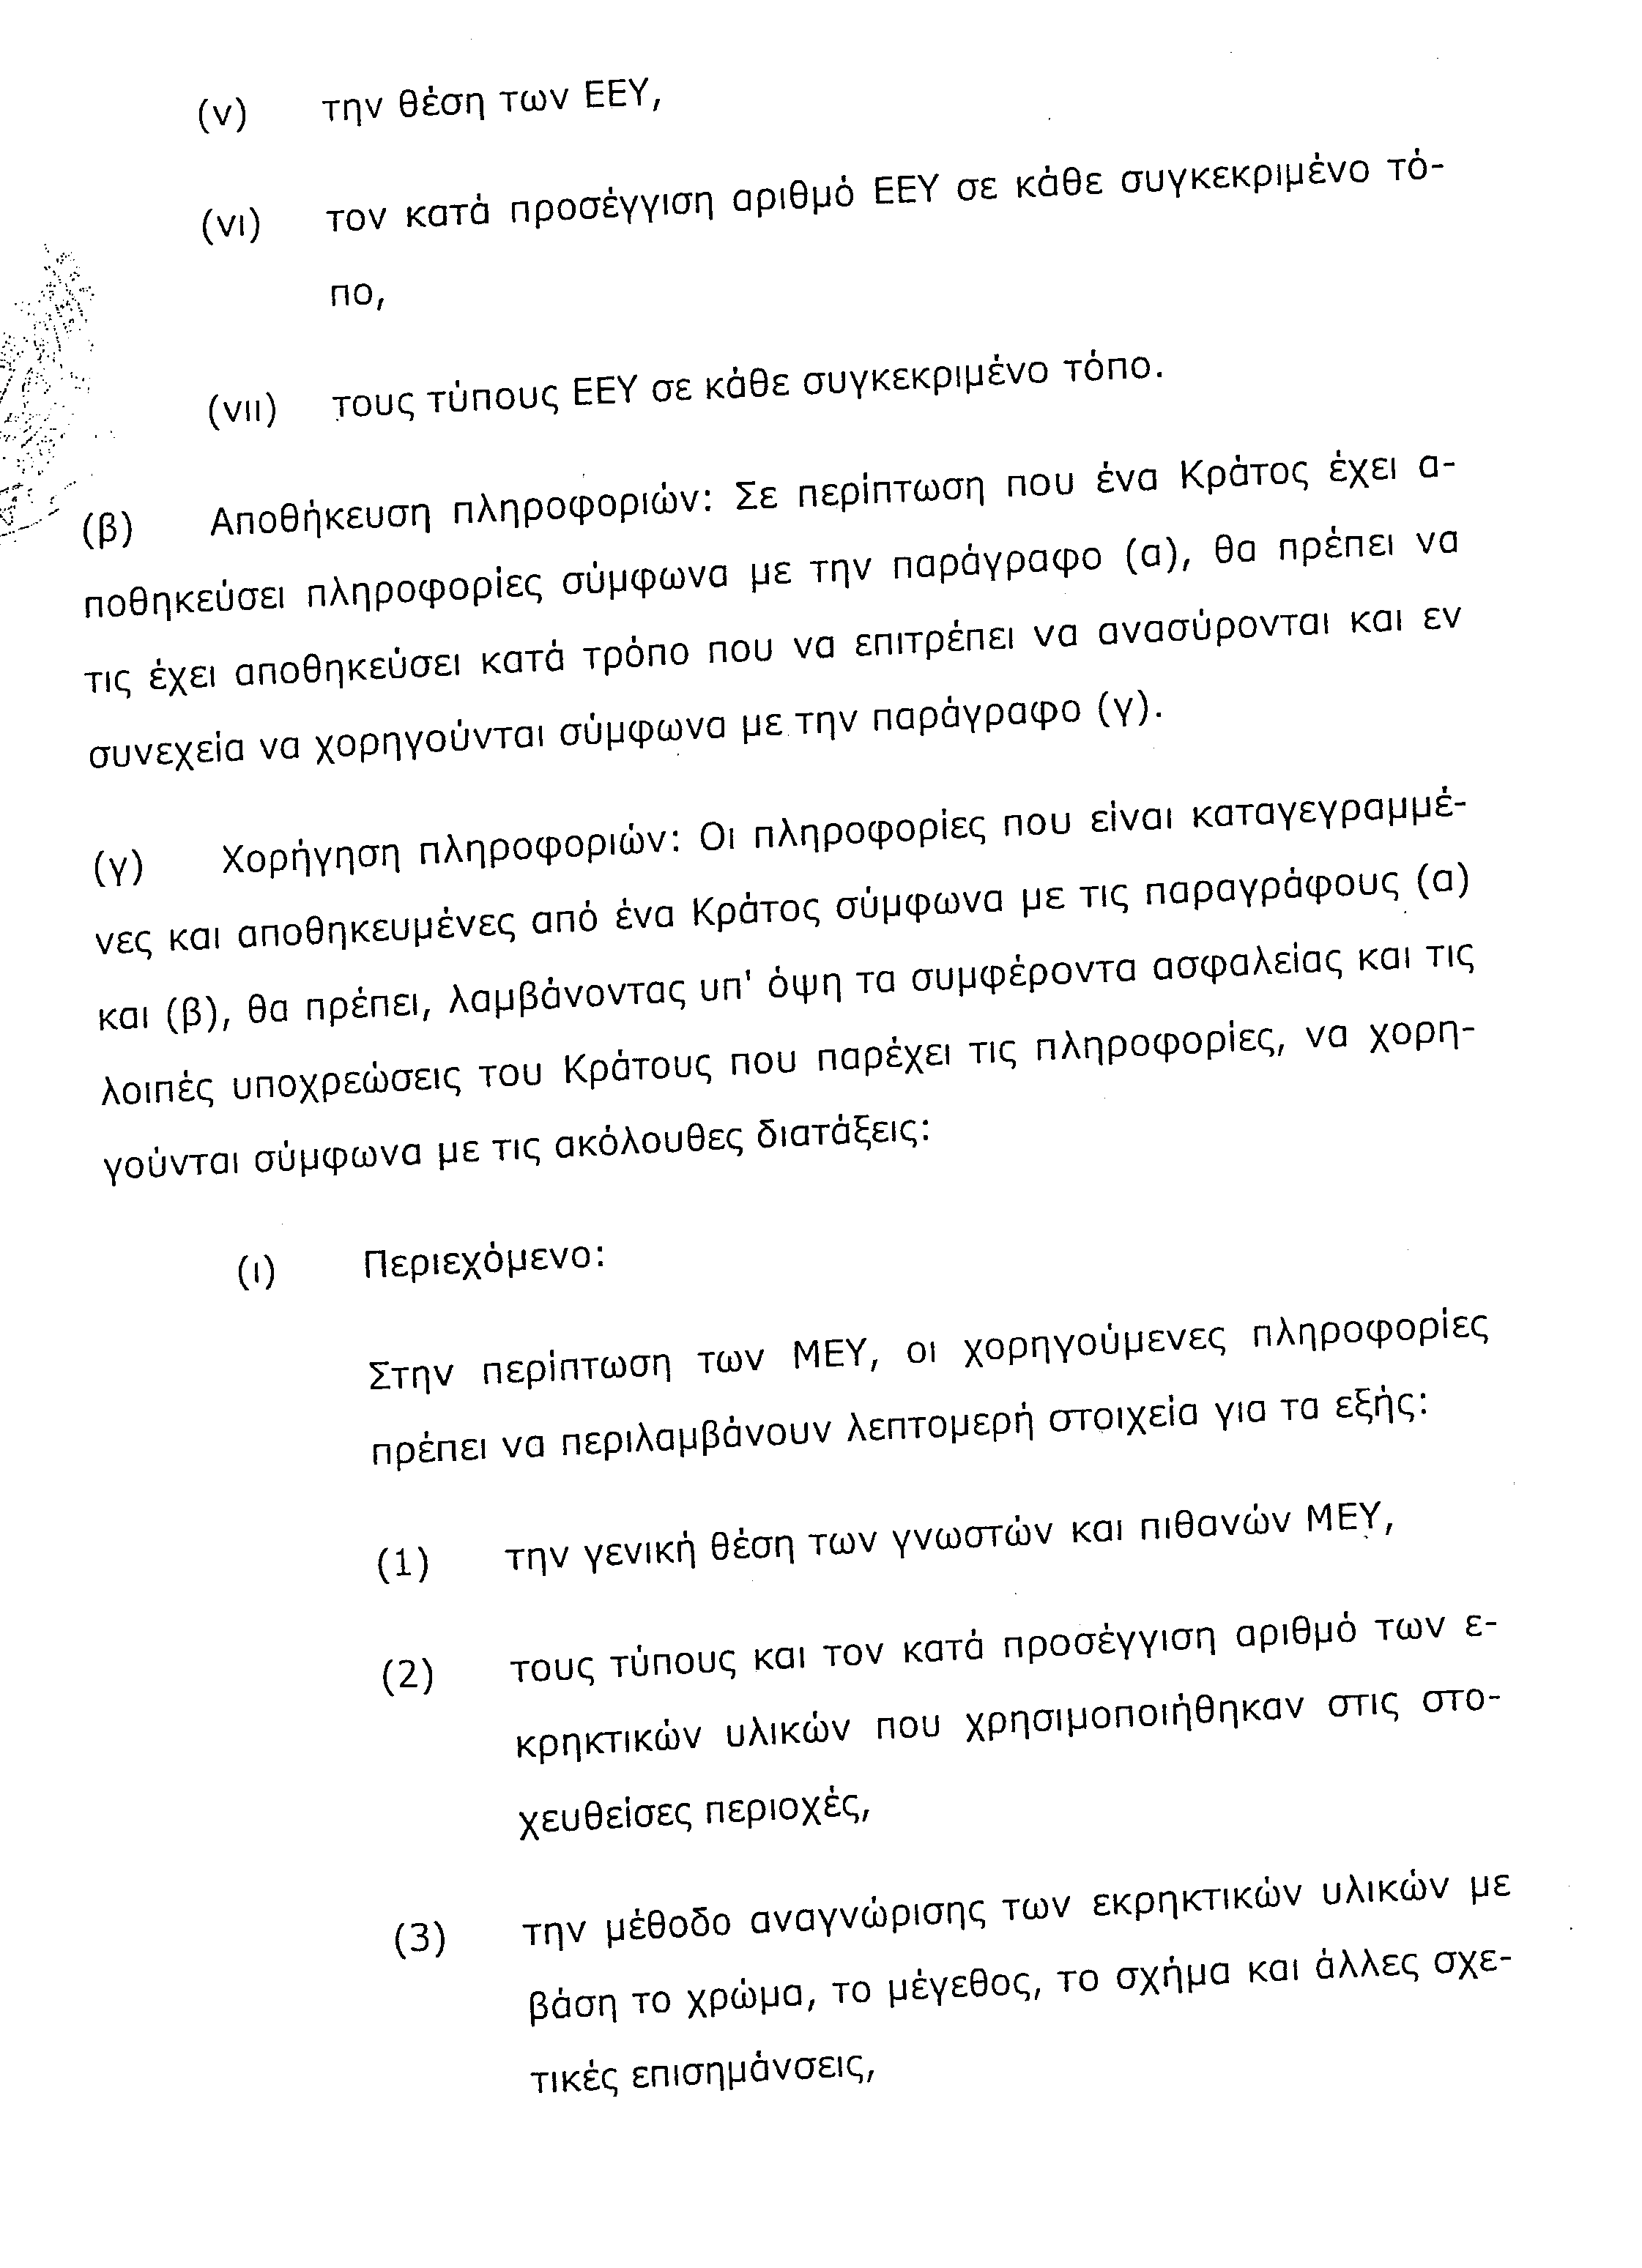 (ν) την θέση των ΕΕΥ,
(νι) τον κατά προσέγγιση αριθμό ΕΕΥ σε κάθε συγκεκριμένο τό-
πο,
(νιι) τους τύπους ΕΕΥ σε κάθε συγκεκριμένο τόπο.
(β) Αποθήκευση πληροφοριών: Σε περίπτωση που ένα Κράτος έχει α-
ποθηκεύσει πληροφορίες σύμφωνα με την παράγραφο (α), θα πρέπει να
τις έχει αποθηκεύσει κατά τρόπο που να επιτρέπει να ανασύρονται και εν
συνεχεία να χορηγούνται σύμφωνα με την παράγραφο (γ).
(γ) Χορήγηση πληροφοριών: Οι πληροφορίες που είναι καταγεγραμμέ-
νες και αποθηκευμένες από ένα Κράτος σύμφωνα με τις παραγράφους (α)
και (β), θα πρέπει, λαμβάνοντας υπ' όψη τα συμφέροντα ασφαλείας και τις
λοιπές υποχρεώσεις του Κράτους που παρέχει τις πληροφορίες, να χορη-
γούνται σύμφωνα με τις ακόλουθες διατάξεις:
(ι) Περιεχόμενο:
Στην περίπτωση των ΜΕΥ, οι χορηγούμενες πληροφορίες
πρέπει να περιλαμβάνουν λεπτομερή στοιχεία για τα εξής:
(1) την γενική θέση των γνωστών και πιθανών ΜΕΥ,
(2) τους τύπους και τον κατά προσέγγιση αριθμό των ε-
κρηκτικών υλικών που χρησιμοποιήθηκαν στις στο-
χευθείσες περιοχές,
(3) την μέθοδο αναγνώρισης των εκρηκτικών υλικών με
βάση το χρώμα, το μέγεθος, το σχήμα και άλλες σχε-
τικές επισημάνσεις,